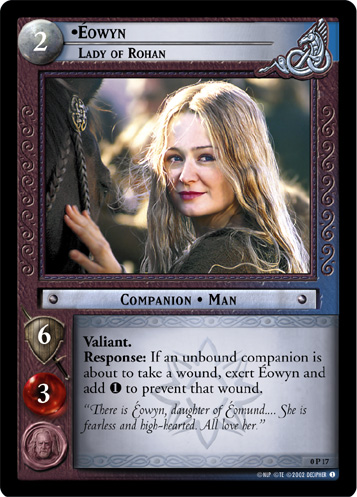 2
•Éowyn
Lady of Rohan
Companion • Man
6
3
Valiant.
Response: If an unbound companion is
about to take a wound, exert Éowyn and
add 1 to prevent that wound.
“There is Éowyn, daughter of Éomund.... She is
fearless and high-hearted. All love her.”
0 P 17
©NLP ©TE ©2002 DECIPHER 1